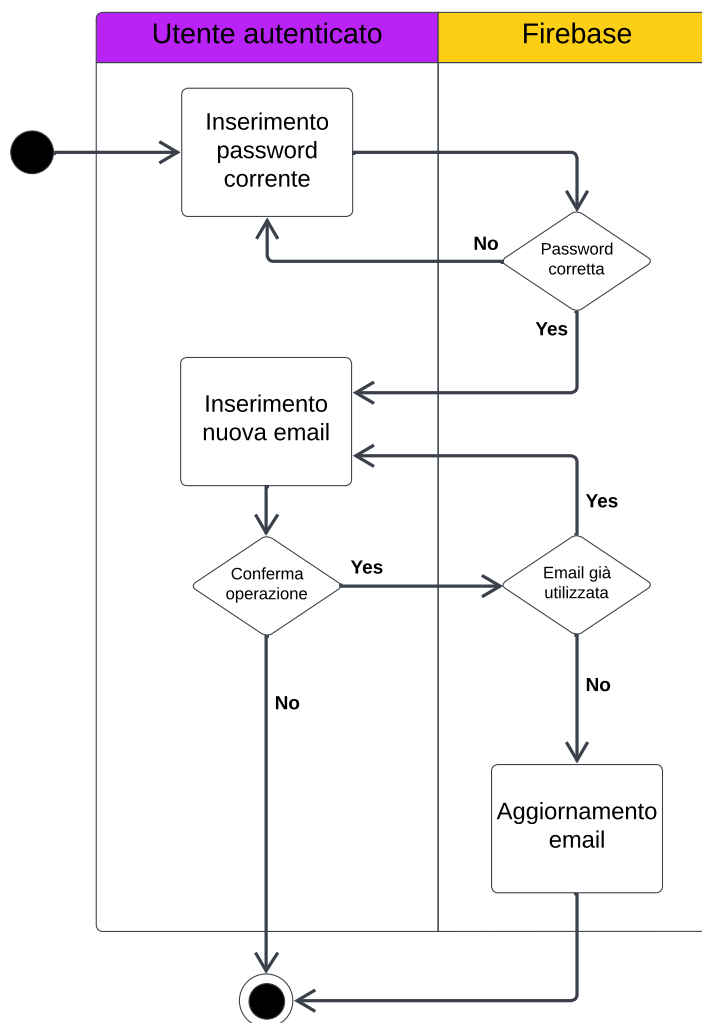 Utente autenticato
Firebase
Inserimento
password
corrente
No
Password
corretta
Yes
Inserimento
nuova email
Yes
Conferma
operazione
Yes
Email già
utilizzata
No
No
Aggiornamento
email